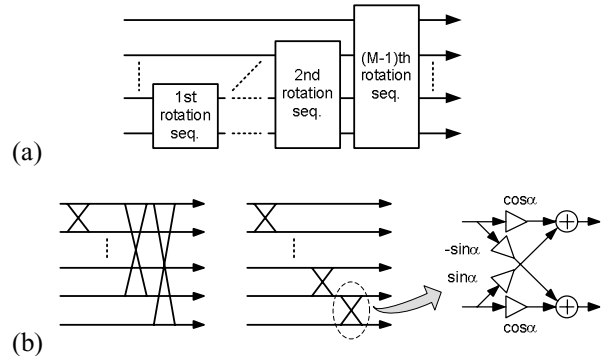 (M-1)th
rotation
seq.
2nd
rotation
seq.
1st
rotation
seq.
(a)
cosα
-sinα
sinα
cosα
(b)